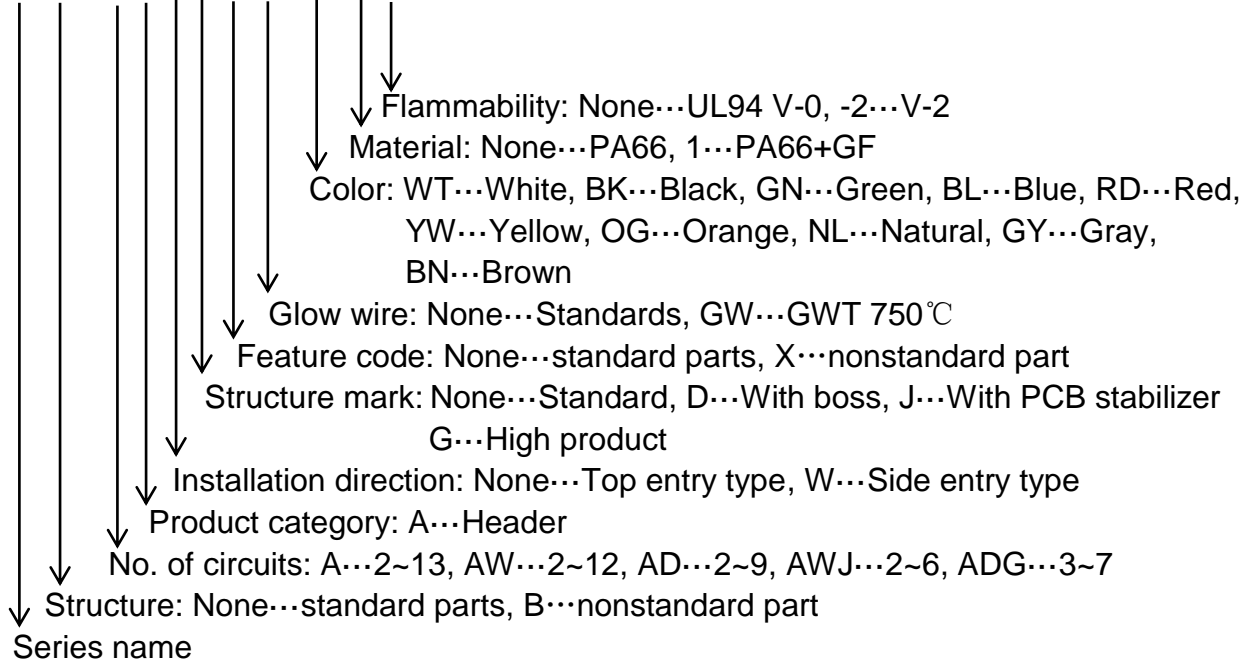 Flammability: None···UL94 V-0, -2···V-2
Material: None···PA66, 1···PA66+GF
Color: WT···White, BK···Black, GN···Green, BL···Blue, RD···Red,
YW···Yellow, OG···Orange, NL···Natural, GY···Gray,
BN···Brown
Glow wire: None···Standards, GW···GWT 750℃
Feature code: None···standard parts, X···nonstandard part
Structure mark: None···Standard, D···With boss, J···With PCB stabilizer
G···High product
Installation direction: None···Top entry type, W···Side entry type
Product category: A···Header
No. of circuits: A···2~13, AW···2~12, AD···2~9, AWJ···2~6, ADG···3~7
Structure: None···standard parts, B···nonstandard part
Series name